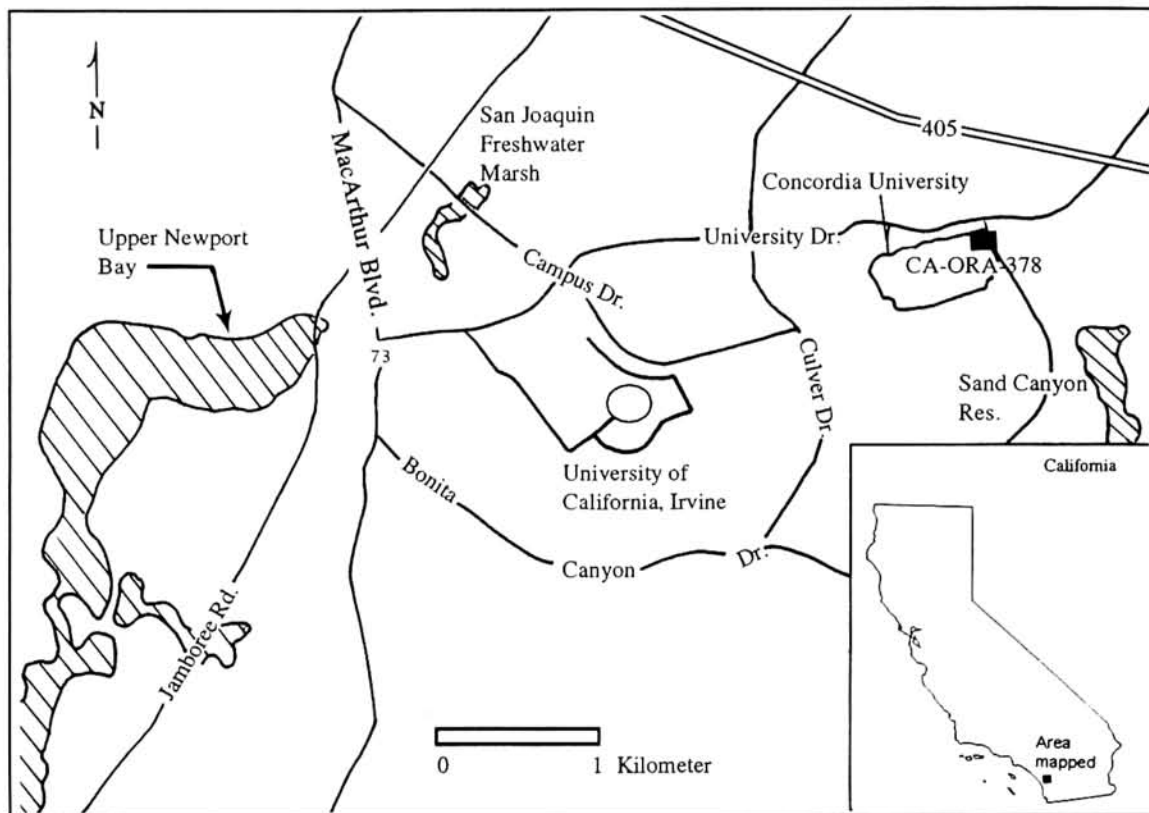 N
San Joaquin
Freshwater
Marsh
405
MacArthur Blvd.
Concordia University
Upper Newport
Bay
University Dr.
CA-ORA-378
Campus Dr.
73
Culver Dr.
Sand Canyon
Res.
University of
California, Irvine
Bonita
Canyon
Dr.
Jamboree Rd.
0 1 Kilometer
California
Area
mapped